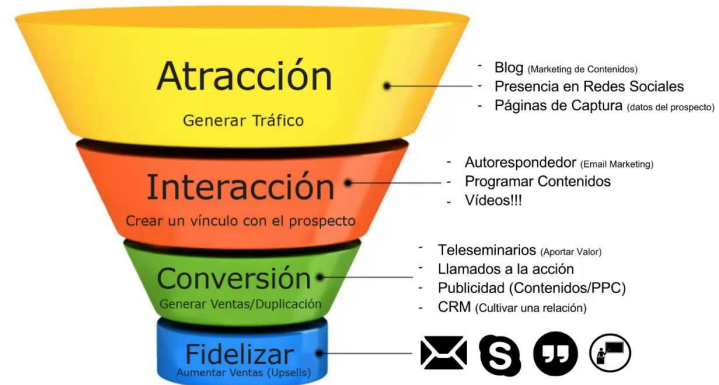 Atracción
Generar Tráfico
- Blog (Marketing de Contenidos)
- Presencia en Redes Sociales
- Páginas de Captura (datos del prospecto)
Interacción
Crear un vínculo con el prospecto
- Autorespondedor (Email Marketing)
- Programar Contenidos
- Vídeos!!!
Conversión
Generar Ventas/Duplicación
- Teleseminarios (Aportar Valor)
- Llamados a la acción
- Publicidad (Contenidos/PPC)
- CRM (Cultivar una relación)
Fidelizar
Aumentar Ventas (Upsells)